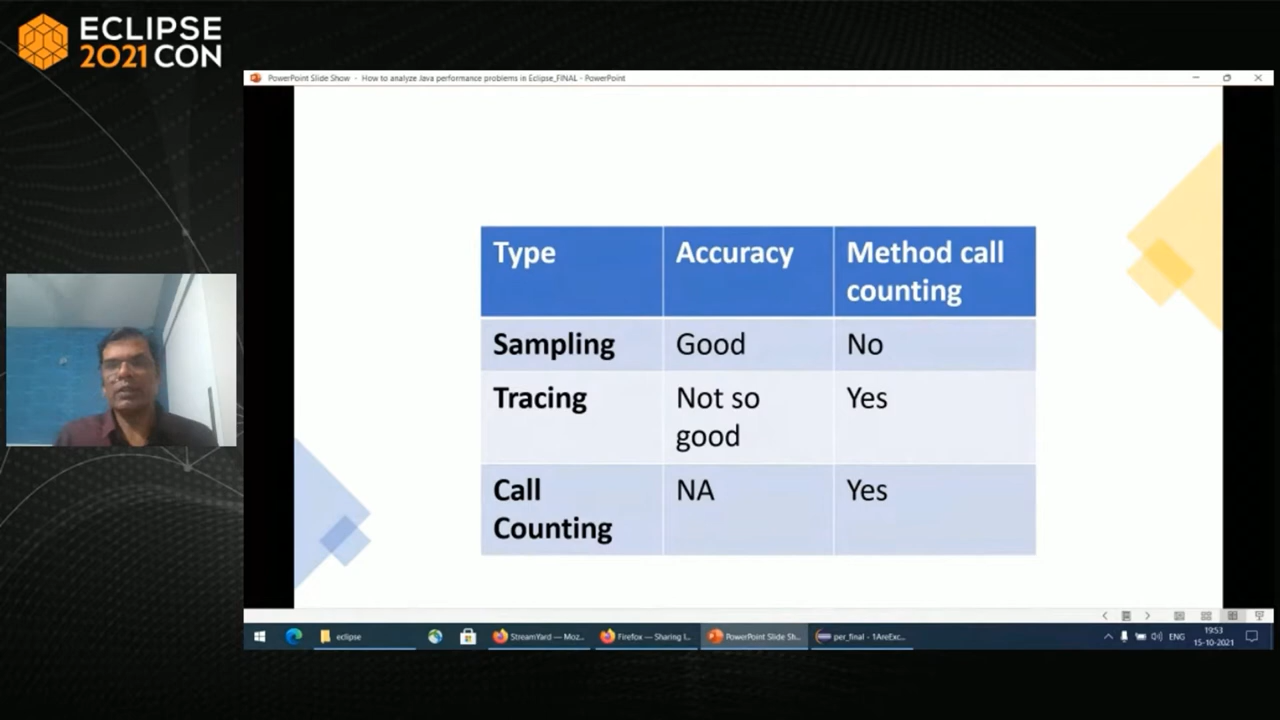 ECLIPSE
2021 CON
PowerPoint Slide Show - How to analyze Java performance problems in Eclipse_FINAL - PowerPoint
Type Accuracy Method call
counting
Sampling Good No
Tracing Not so Yes
good
Call NA Yes
Counting
eclipse StreamYard — Moz... Firefox — Sharing I... PowerPoint Slide Sh... per_final - 1AreExc... ENG 19:53
15-10-2021